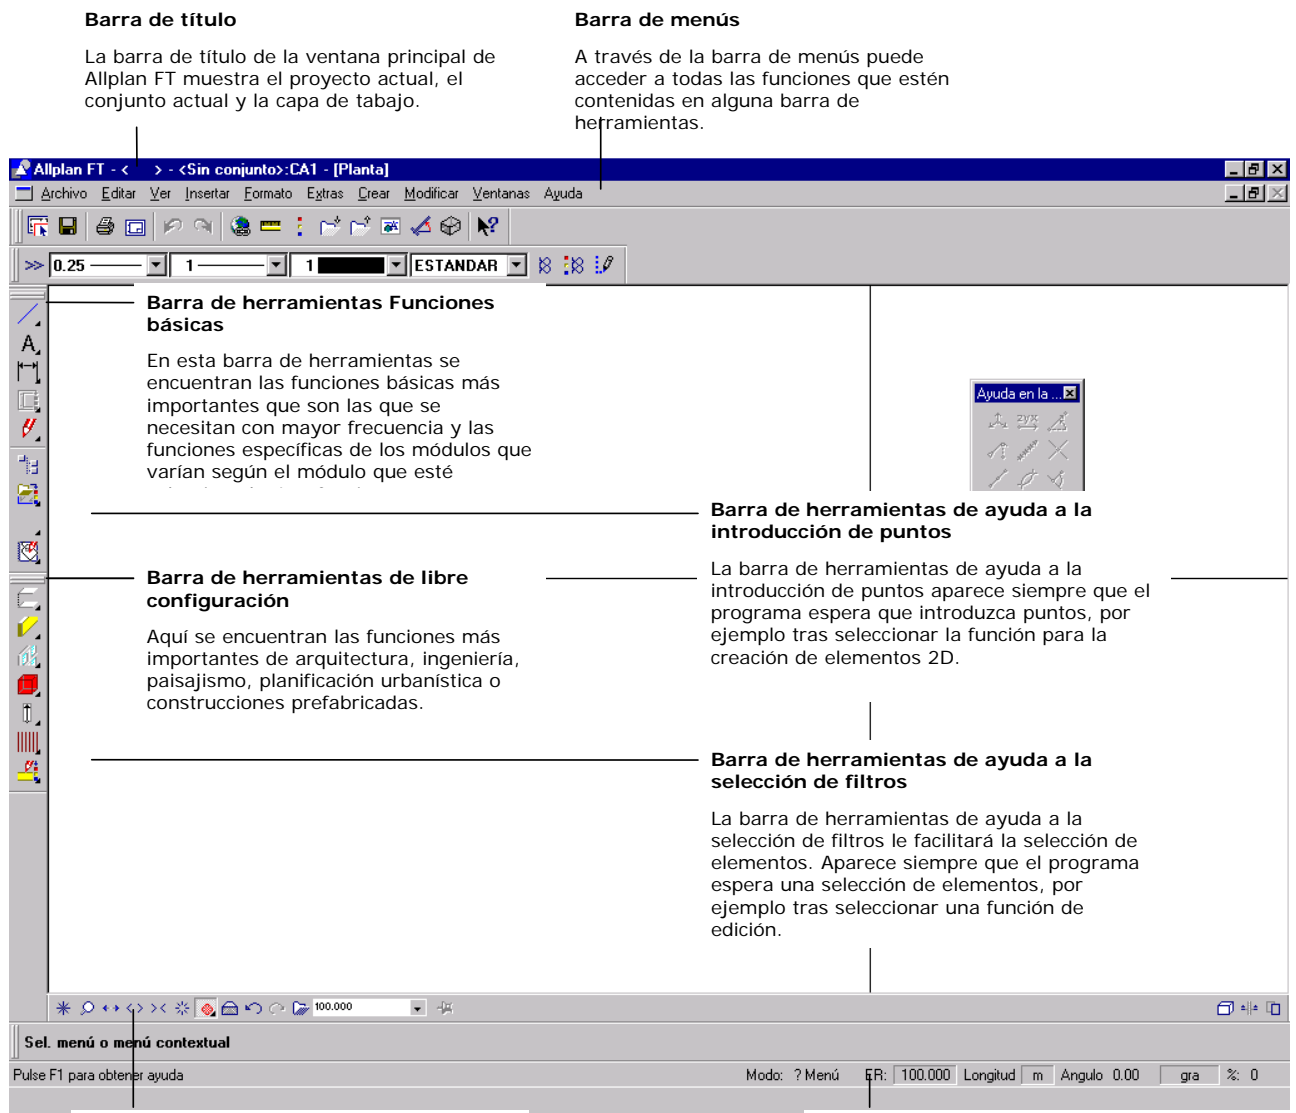 Barra de título
La barra de título de la ventana principal de
Allplan FT muestra el proyecto actual, el
conjunto actual y la capa de tabajo.
Barra de menús
A través de la barra de menús puede
acceder a todas las funciones que estén
contenidas en alguna barra de
herramientas.
Allplan FT - < > - <Sin conjunto>:CA1 - [Planta]
Archivo Editar Ver Insertar Formato Extras Crear Modificar Ventanas Ayuda
>> 0.25 1 1 ESTANDAR
Barra de herramientas Funciones
básicas
En esta barra de herramientas se
encuentran las funciones básicas más
importantes que son las que se
necesitan con mayor frecuencia y las
funciones específicas de los módulos que
varían según el módulo que esté
Ayuda en la ...
Barra de herramientas de ayuda a la
introducción de puntos
La barra de herramientas de ayuda a la
introducción de puntos aparece siempre que el
programa espera que introduzca puntos, por
ejemplo tras seleccionar la función para la
creación de elementos 2D.
Barra de herramientas de libre
configuración
Aquí se encuentran las funciones más
importantes de arquitectura, ingeniería,
paisajismo, planificación urbanística o
construcciones prefabricadas.
Barra de herramientas de ayuda a la
selección de filtros
La barra de herramientas de ayuda a la
selección de filtros le facilitará la selección de
elementos. Aparece siempre que el programa
espera una selección de elementos, por
ejemplo tras seleccionar una función de
edición.
100.000
Sel. menú o menú contextual
Pulse F1 para obtener ayuda Modo: ? Menú ER: 100.000 Longitud m Angulo 0.00 gra %: 0